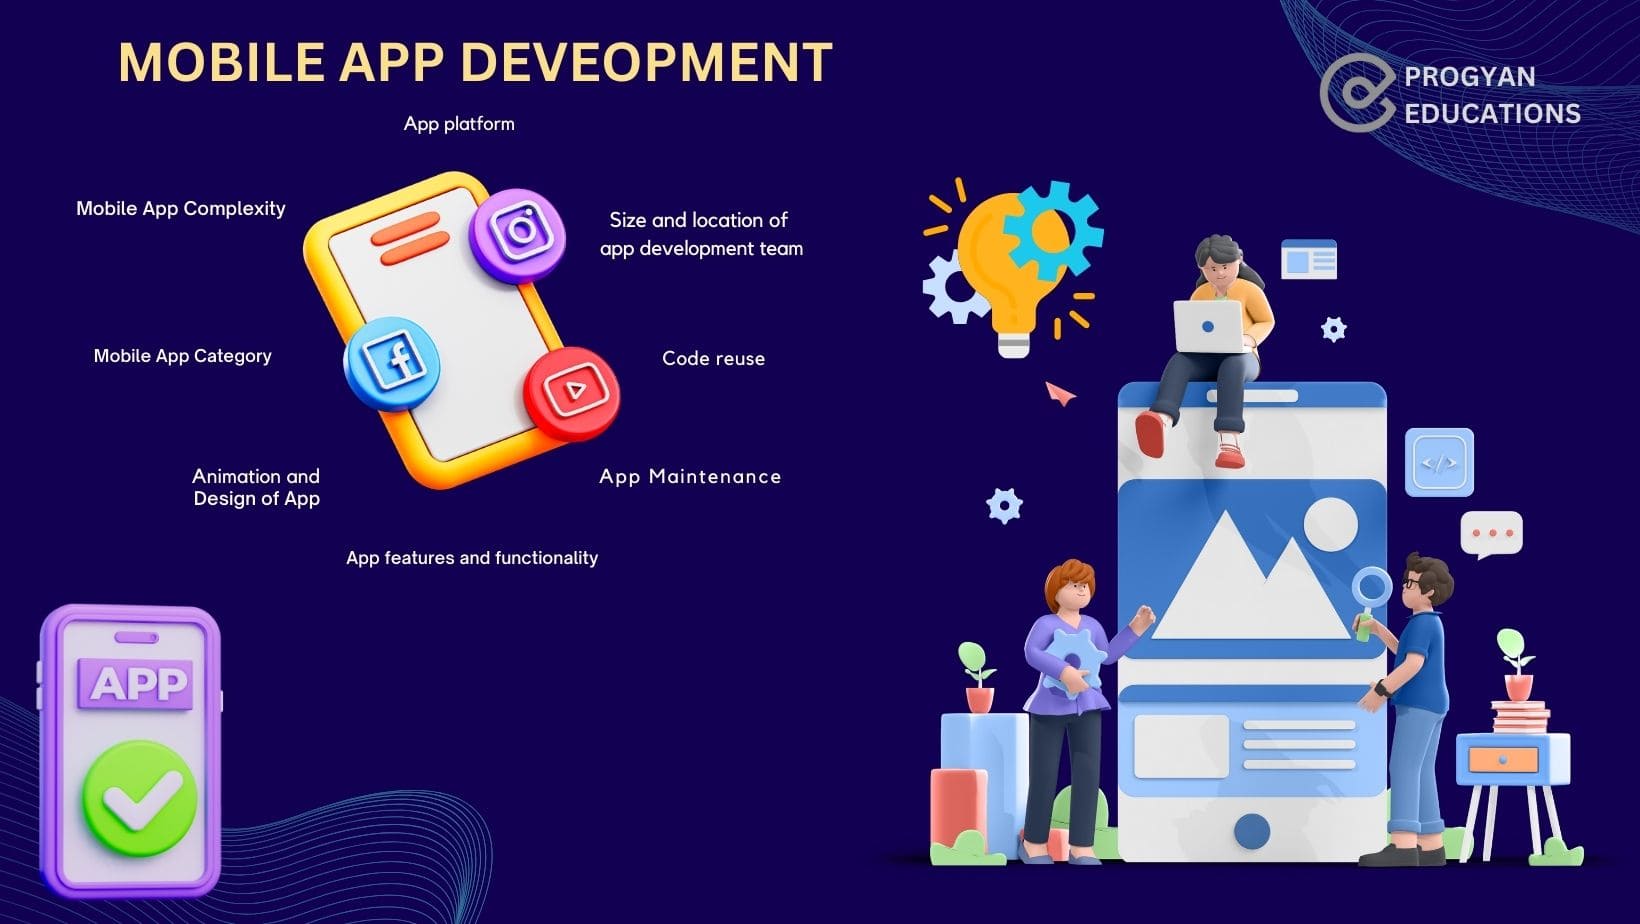 MOBILE APP DEVEOPMENT
PROGYAN
EDUCATIONS
App platform
Mobile App Complexity
Size and location of
app development team
Mobile App Category
Code reuse
Animation and
Design of App
App Maintenance
App features and functionality
APP